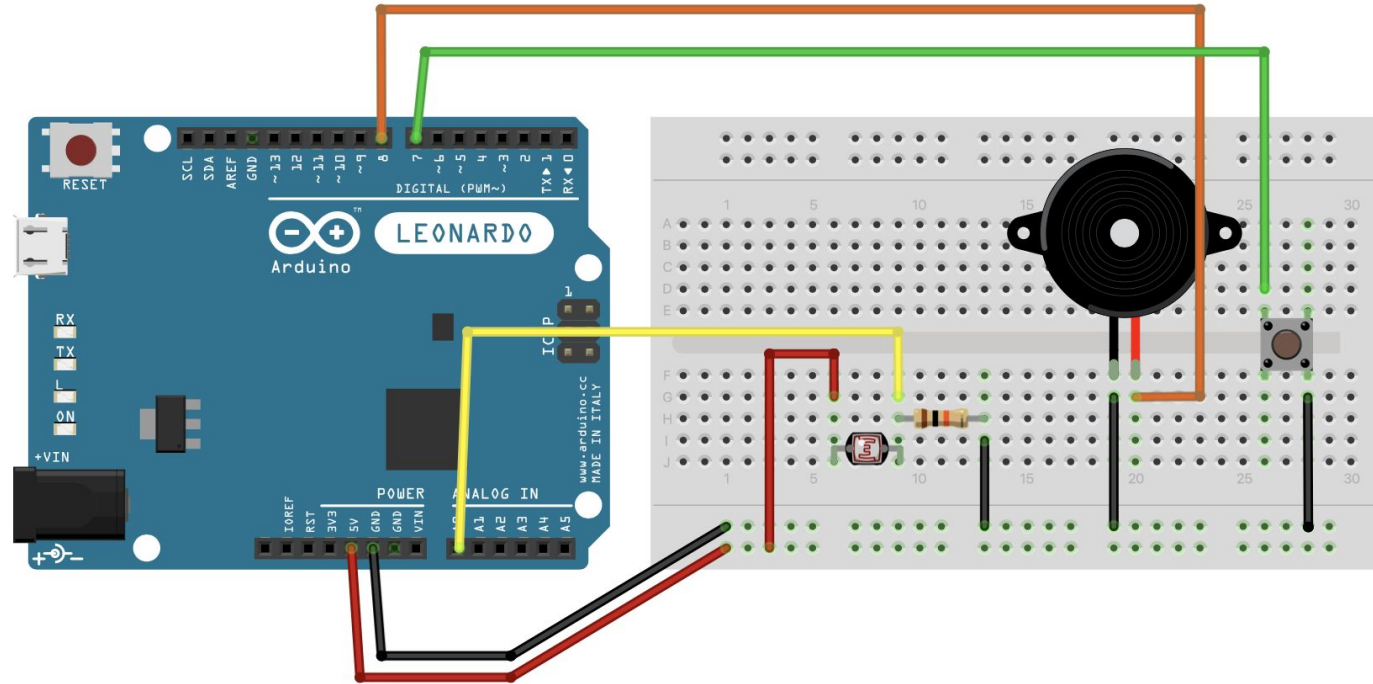 RESET
SCL
SDA
AREF
GND
~13
12
~11
~10
~9
8
7
~6
~5
4
~3
2
TX▶1
RX◀0
DIGITAL (PWM~)
TM
LEONARDO
Arduino
1
ICSP
RX
TX
L
ON
www.arduino.cc
MADE IN ITALY
+VIN
POWER
ANALOG IN
IOREF
RST
3V3
5V
GND
GND
VIN
A0
A1
A2
A3
A4
A5
1 5 10 15 20 25 30
A
B
C
D
E
F
G
H
I
J
1 5 10 15 20 25 30